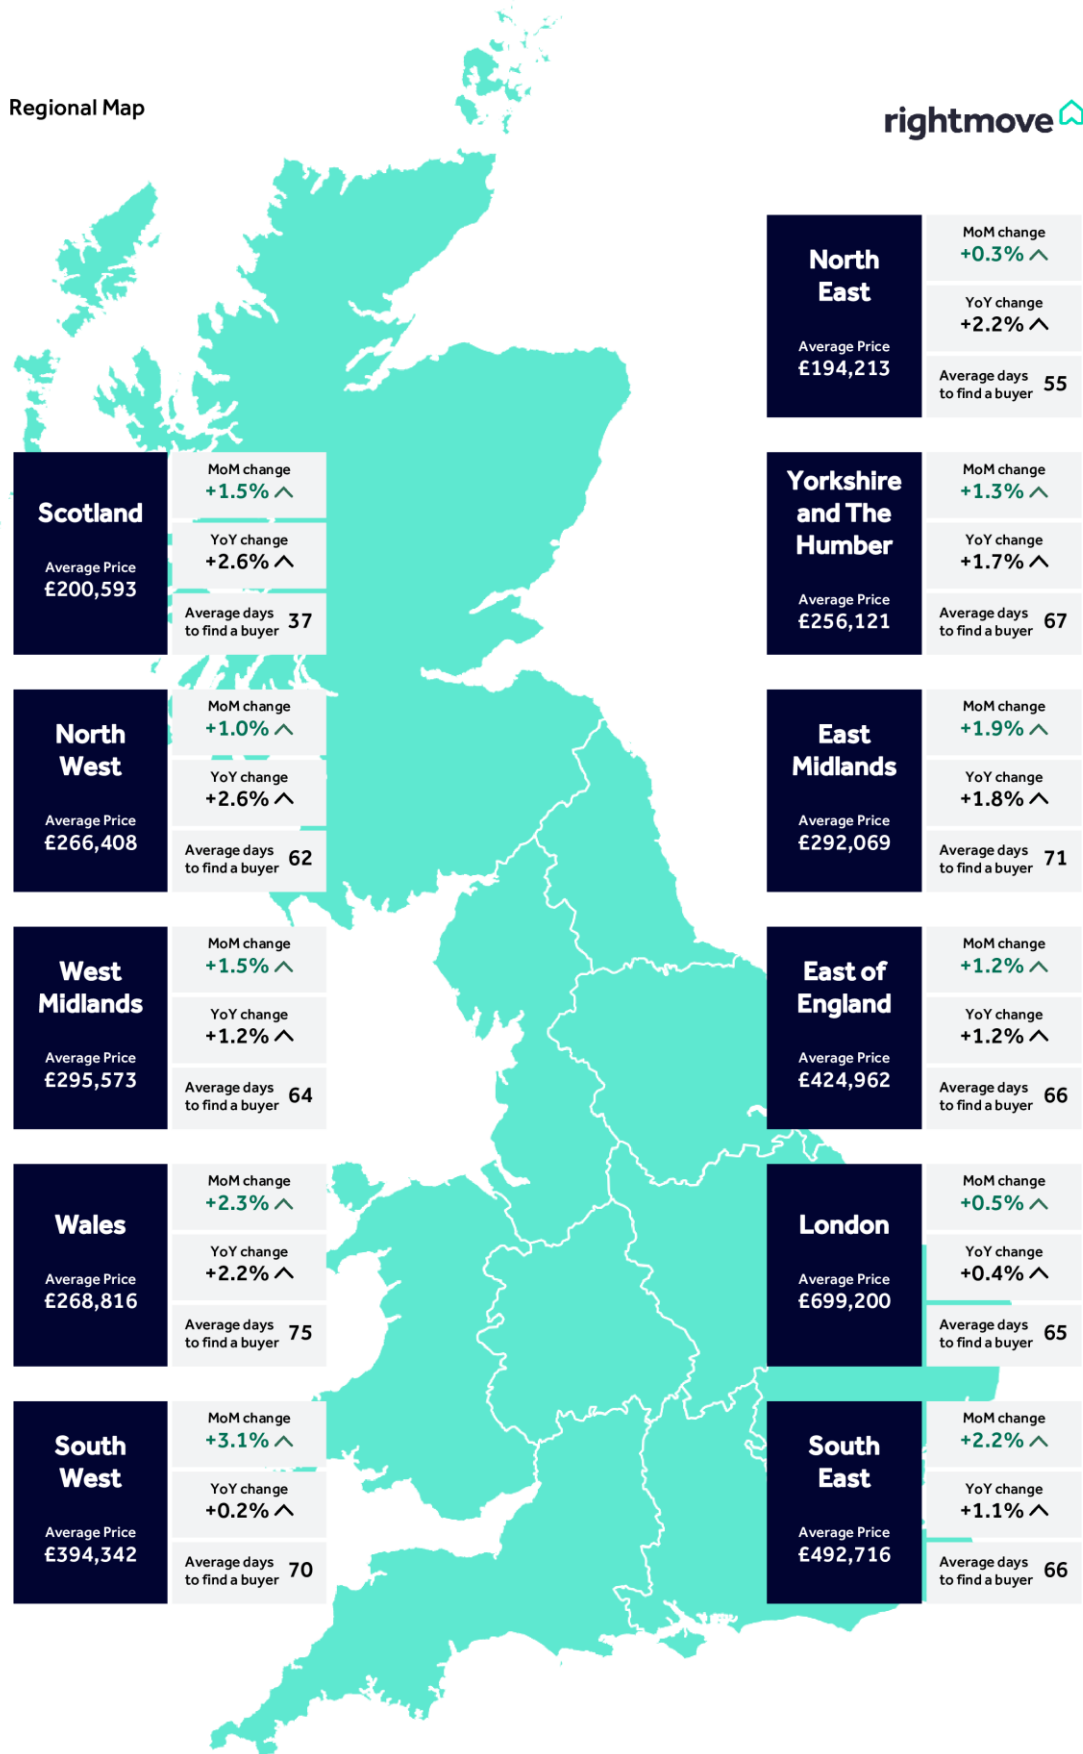 Regional Map
rightmove
North
East
Average Price
£194,213
MoM change
+0.3%
YoY change
+2.2%
Average days
to find a buyer 55
Scotland
Average Price
£200,593
MoM change
+1.5%
YoY change
+2.6%
Average days
to find a buyer 37
Yorkshire
and The
Humber
Average Price
£256,121
MoM change
+1.3%
YoY change
+1.7%
Average days
to find a buyer 67
North
West
Average Price
£266,408
MoM change
+1.0%
YoY change
+2.6%
Average days
to find a buyer 62
East
Midlands
Average Price
£292,069
MoM change
+1.9%
YoY change
+1.8%
Average days
to find a buyer 71
West
Midlands
Average Price
£295,573
MoM change
+1.5%
YoY change
+1.2%
Average days
to find a buyer 64
East of
England
Average Price
£424,962
MoM change
+1.2%
YoY change
+1.2%
Average days
to find a buyer 66
Wales
Average Price
£268,816
MoM change
+2.3%
YoY change
+2.2%
Average days
to find a buyer 75
London
Average Price
£699,200
MoM change
+0.5%
YoY change
+0.4%
Average days
to find a buyer 65
South
West
Average Price
£394,342
MoM change
+3.1%
YoY change
+0.2%
Average days
to find a buyer 70
South
East
Average Price
£492,716
MoM change
+2.2%
YoY change
+1.1%
Average days
to find a buyer 66